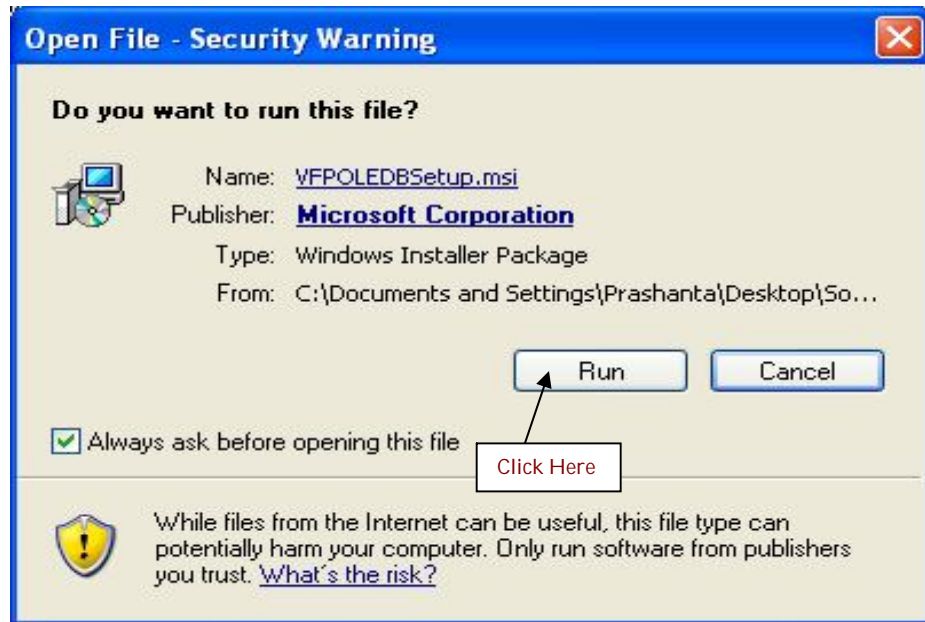 Open File - Security Warning
Do you want to run this file?
Name: VFPOLEDBSetup.msi
Publisher: Microsoft Corporation
Type: Windows Installer Package
From: C:\Documents and Settings\Prashanta\Desktop\So...
Run Cancel
Always ask before opening this file
Click Here
While files from the Internet can be useful, this file type can
potentially harm your computer. Only run software from publishers
you trust. What's the risk?